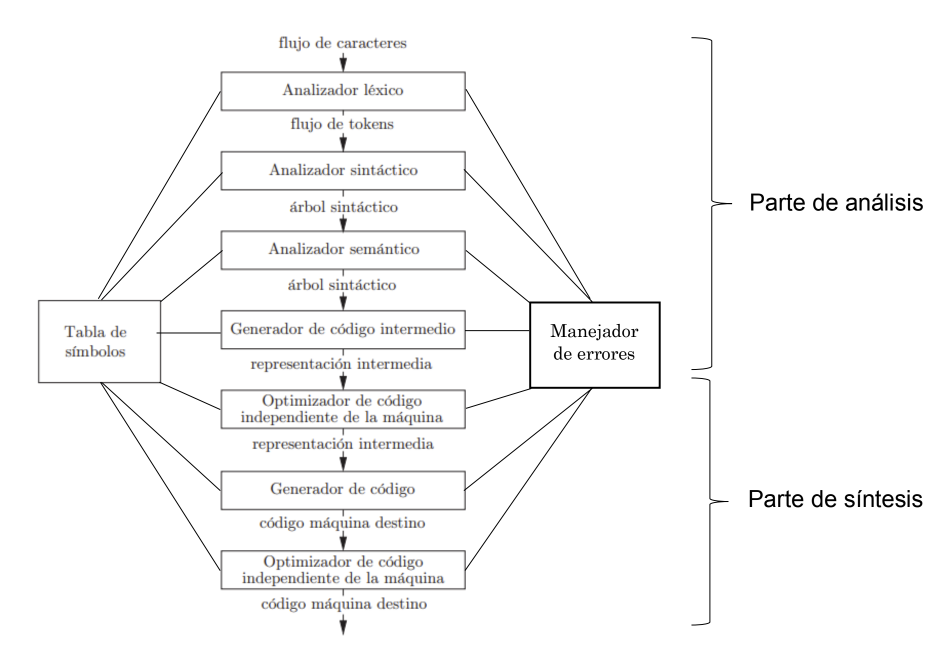 flujo de caracteres
Analizador léxico
flujo de tokens
Analizador sintáctico
árbol sintáctico
Parte de análisis
Analizador semántico
árbol sintáctico
Tabla de
símbolos
Generador de código intermedio
Manejador
de errores
representación intermedia
Optimizador de código
independiente de la máquina
representación intermedia
Generador de código
Parte de síntesis
código máquina destino
Optimizador de código
independiente de la máquina
código máquina destino